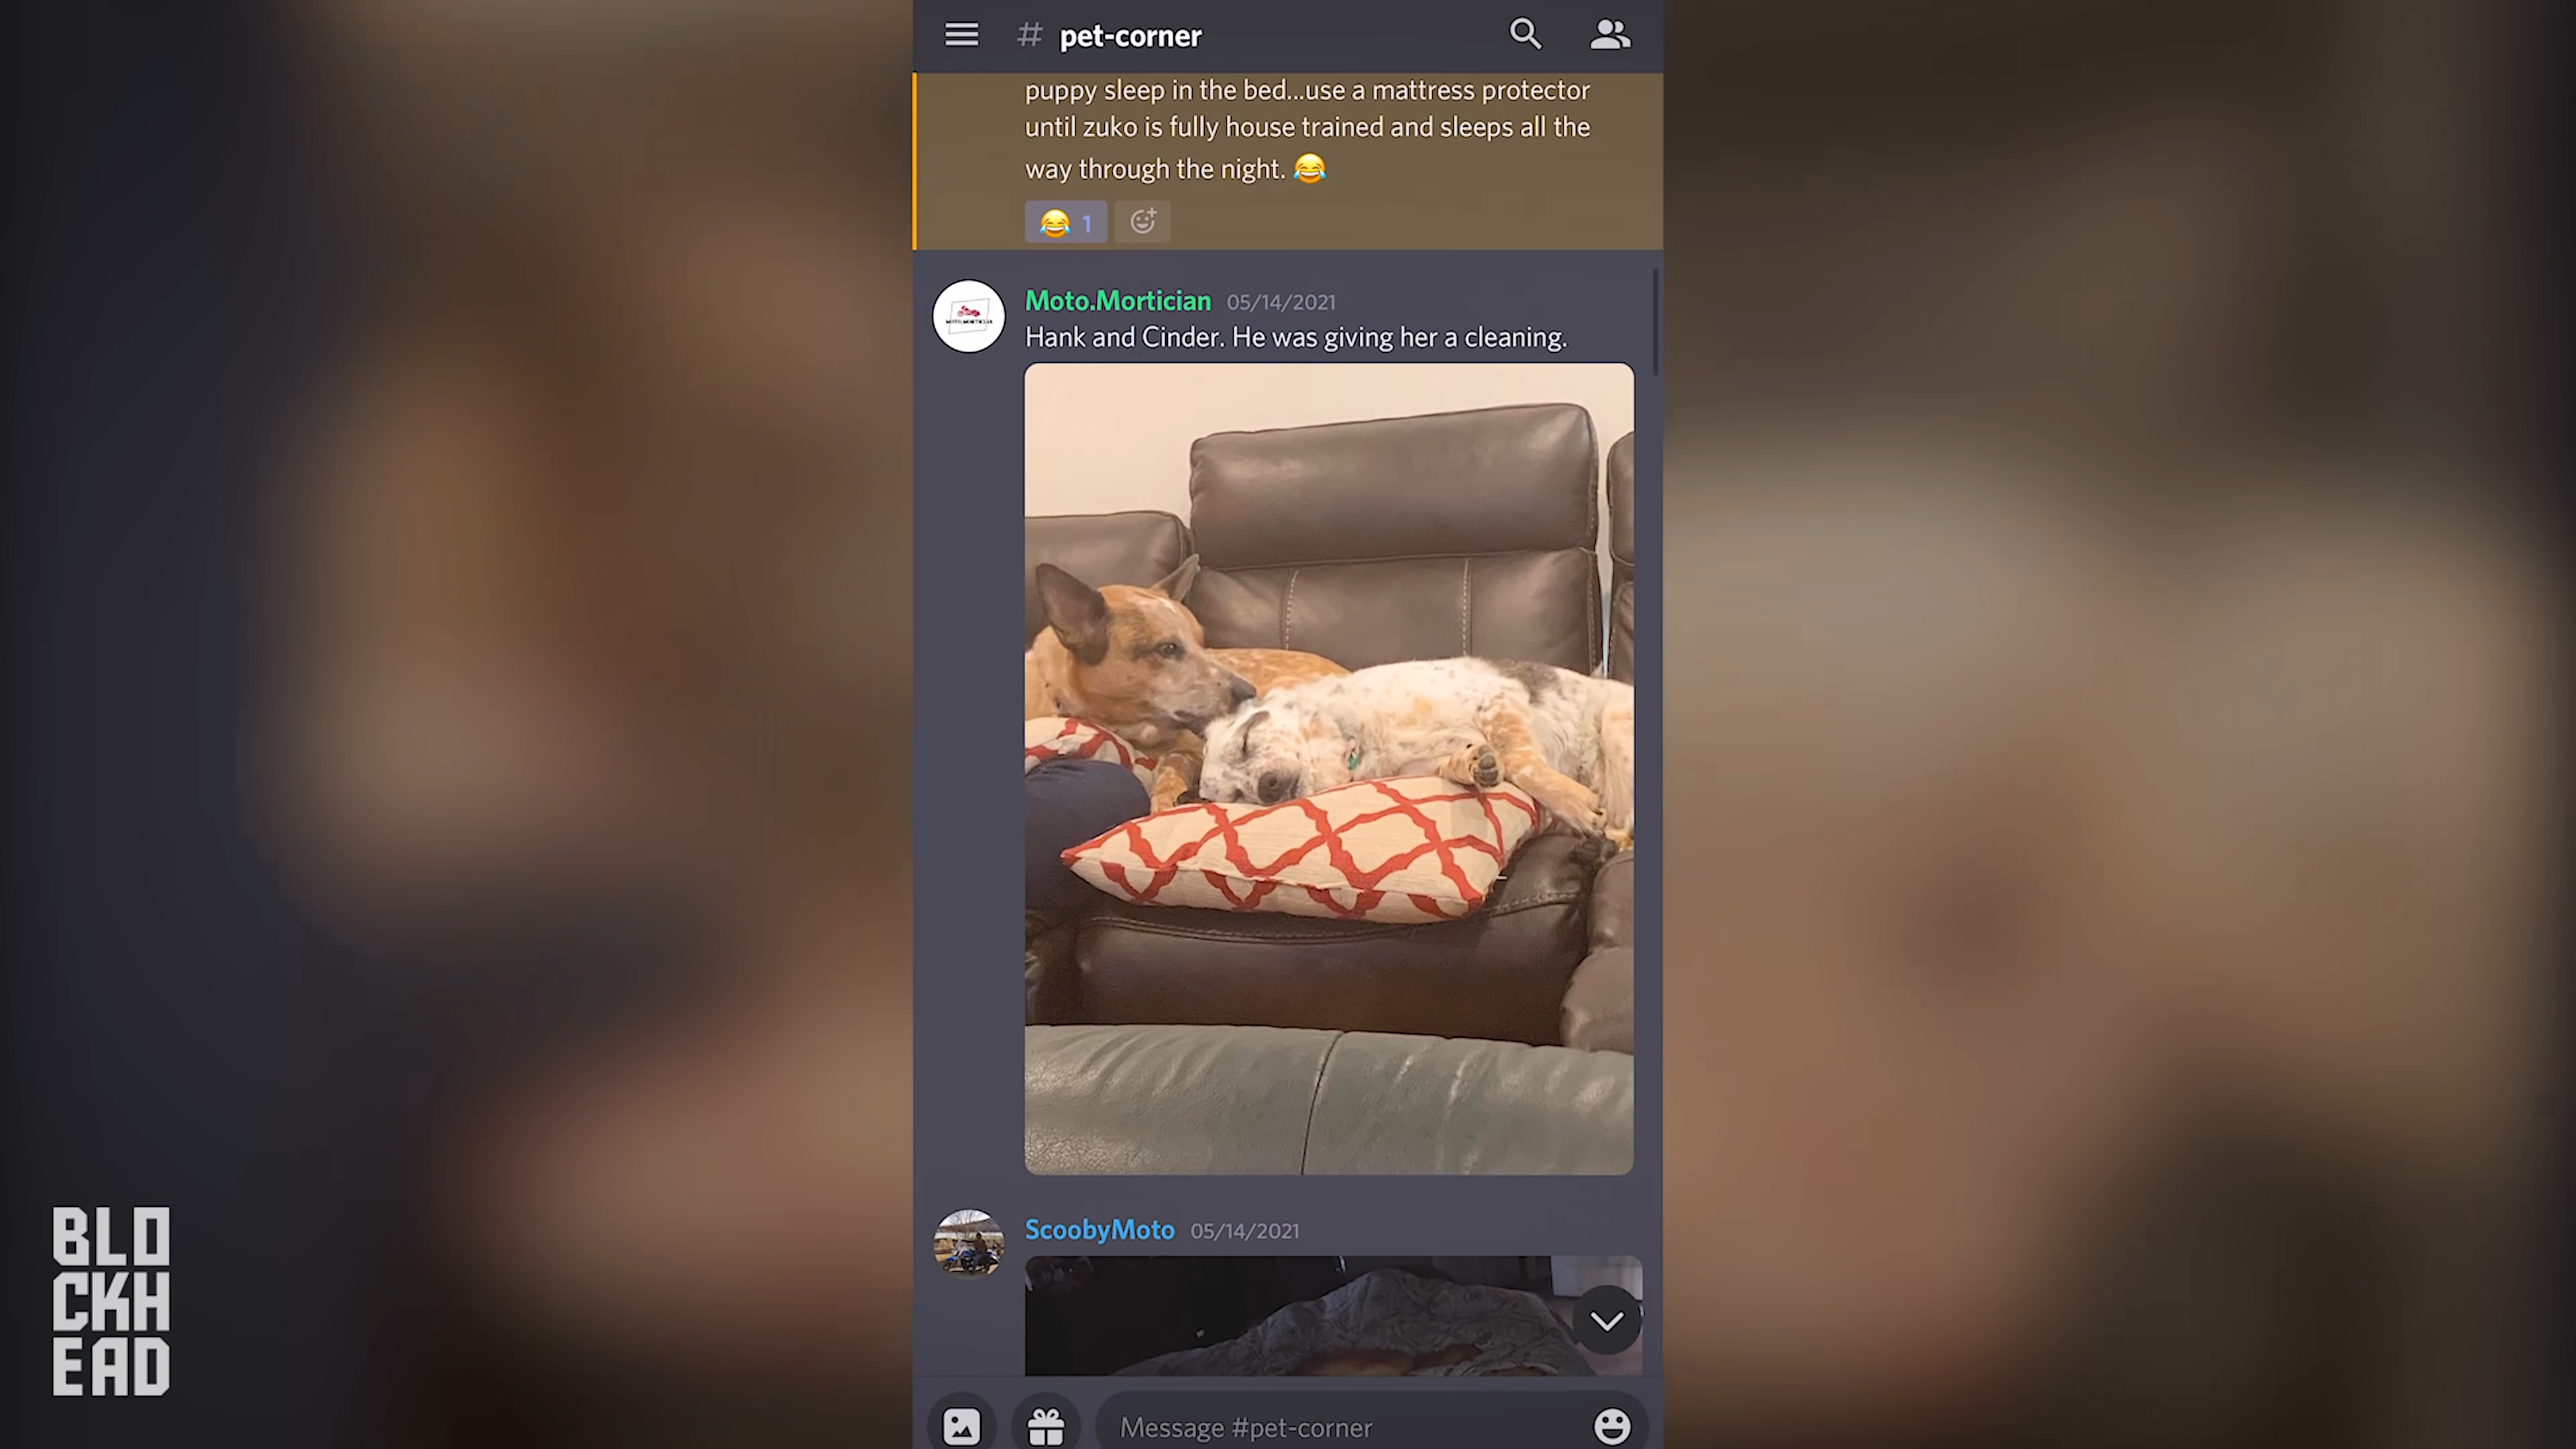 # pet-corner
puppy sleep in the bed...use a mattress protector
until zuko is fully house trained and sleeps all the
way through the night. 😂
😂 1
Moto.Mortician 05/14/2021
Hank and Cinder. He was giving her a cleaning.
ScoobyMoto 05/14/2021
Message #pet-corner
BLO
CKH
EAD